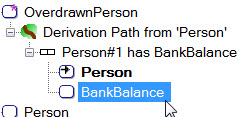 OverdrawnPerson
Derivation Path from 'Person'
Person#1 has BankBalance
Person
BankBalance
Person